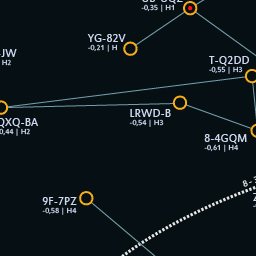 -0,35 | H1
YG-82V
-0,21 | H
-JW
H2
T-Q2DD
-0,55 | H3
LRWD-B
-0,54 | H3
QXQ-BA
-0,44 | H2
8-4GQM
-0,61 | H4
9F-7PZ
-0,58 | H4